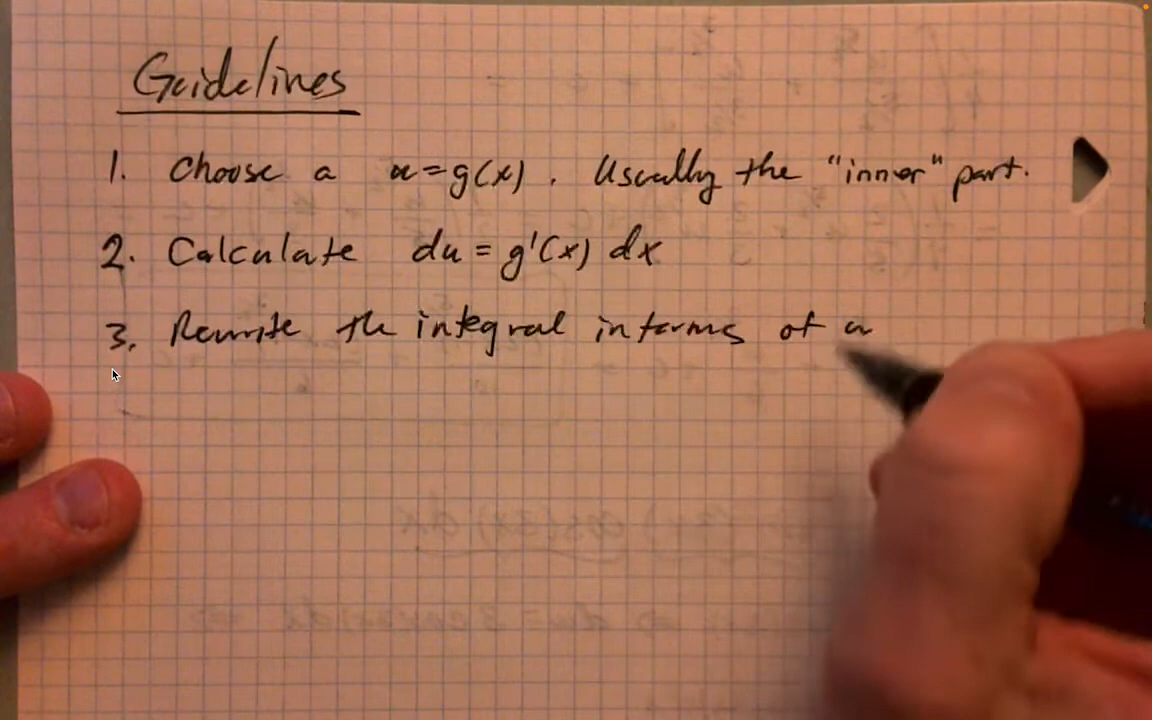 Guidelines
1. Choose a u=g(x). Usually the "inner" part.
2. Calculate du = g'(x) dx
3. Rewrite the integral in terms of u